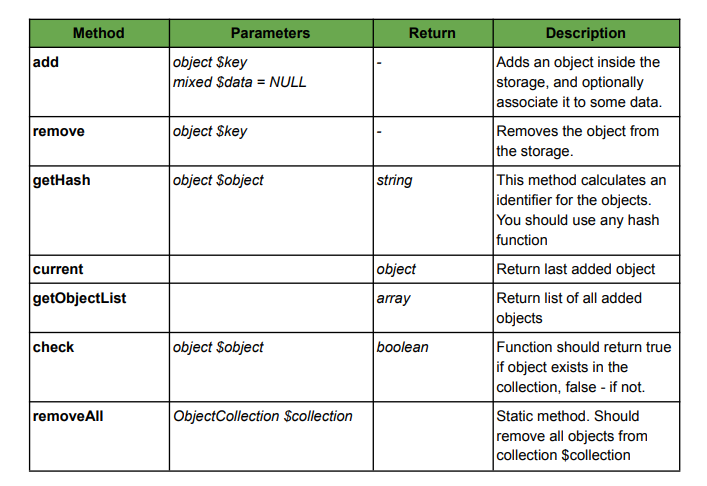 Method Parameters Return Description
add object $key - Adds an object inside the
mixed $data = NULL storage, and optionally
associate it to some data.
remove object $key - Removes the object from
the storage.
getHash object $object string This method calculates an
identifier for the objects.
You should use any hash
function
current object Return last added object
getObjectList array Return list of all added
objects
check object $object boolean Function should return true
if object exists in the
collection, false - if not.
removeAll ObjectCollection $collection Static method. Should
remove all objects from
collection $collection